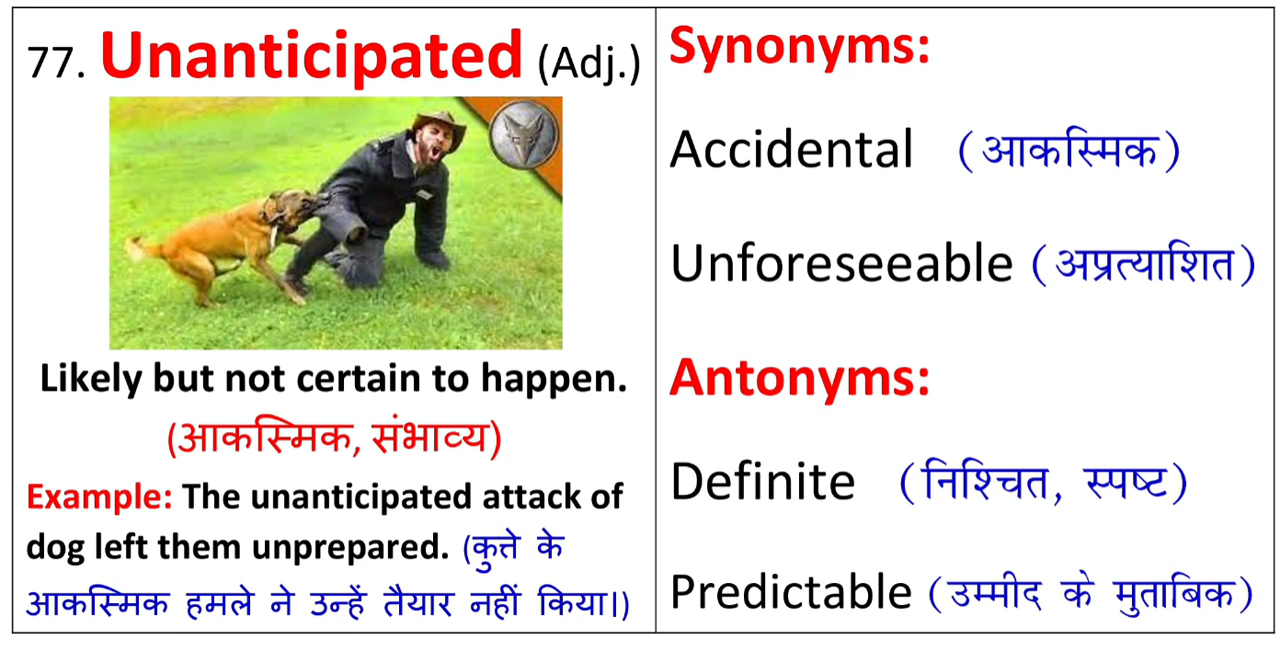 77. Unanticipated (Adj.)
Likely but not certain to happen.
(आकस्मिक, संभाव्य)
Example: The unanticipated attack of
dog left them unprepared. (कुत्ते के
आकस्मिक हमले ने उन्हें तैयार नहीं किया।)
Synonyms:
Accidental (आकस्मिक)
Unforeseeable (अप्रत्याशित)
Antonyms:
Definite (निश्चित, स्पष्ट)
Predictable (उम्मीद के मुताबिक)